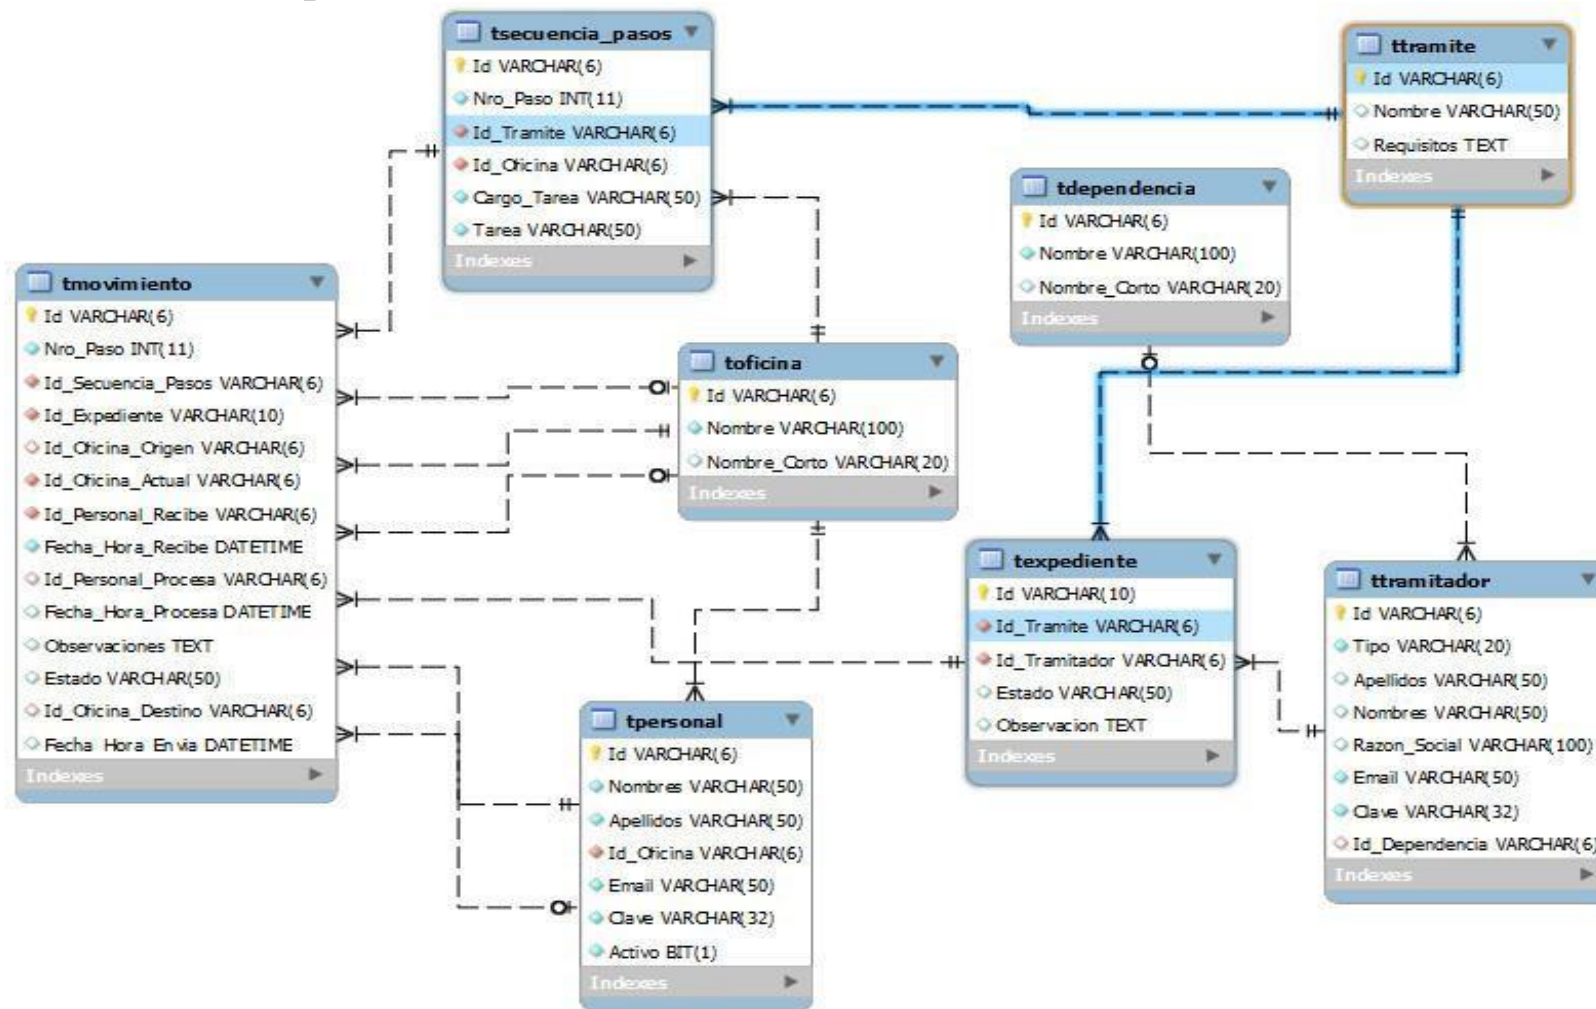 tsecuencia_pasos
Id VARCHAR(6)
Nro_Paso INT(11)
Id_Tramite VARCHAR(6)
Id_Oficina VARCHAR(6)
Cargo_Tarea VARCHAR(50)
Tarea VARCHAR(50)
Indexes
ttramite
Id VARCHAR(6)
Nombre VARCHAR(50)
Requisitos TEXT
Indexes
tdependencia
Id VARCHAR(6)
Nombre VARCHAR(100)
Nombre_Corto VARCHAR(20)
Indexes
tmovimiento
Id VARCHAR(6)
Nro_Paso INT(11)
Id_Secuencia_Pasos VARCHAR(6)
Id_Expediente VARCHAR(10)
Id_Oficina_Origen VARCHAR(6)
Id_Oficina_Actual VARCHAR(6)
Id_Personal_Recibe VARCHAR(6)
Fecha_Hora_Recibe DATETIME
Id_Personal_Procesa VARCHAR(6)
Fecha_Hora_Procesa DATETIME
Observaciones TEXT
Estado VARCHAR(50)
Id_Oficina_Destino VARCHAR(6)
Fecha_Hora_Envia DATETIME
Indexes
toficina
Id VARCHAR(6)
Nombre VARCHAR(100)
Nombre_Corto VARCHAR(20)
Indexes
texpediente
Id VARCHAR(10)
Id_Tramite VARCHAR(6)
Id_Tramitador VARCHAR(6)
Estado VARCHAR(50)
Observacion TEXT
Indexes
ttramitador
Id VARCHAR(6)
Tipo VARCHAR(20)
Apellidos VARCHAR(50)
Nombres VARCHAR(50)
Razon_Social VARCHAR(100)
Email VARCHAR(50)
Clave VARCHAR(32)
Id_Dependencia VARCHAR(6)
Indexes
tpersonal
Id VARCHAR(6)
Nombres VARCHAR(50)
Apellidos VARCHAR(50)
Id_Oficina VARCHAR(6)
Email VARCHAR(50)
Clave VARCHAR(32)
Activo BIT(1)
Indexes